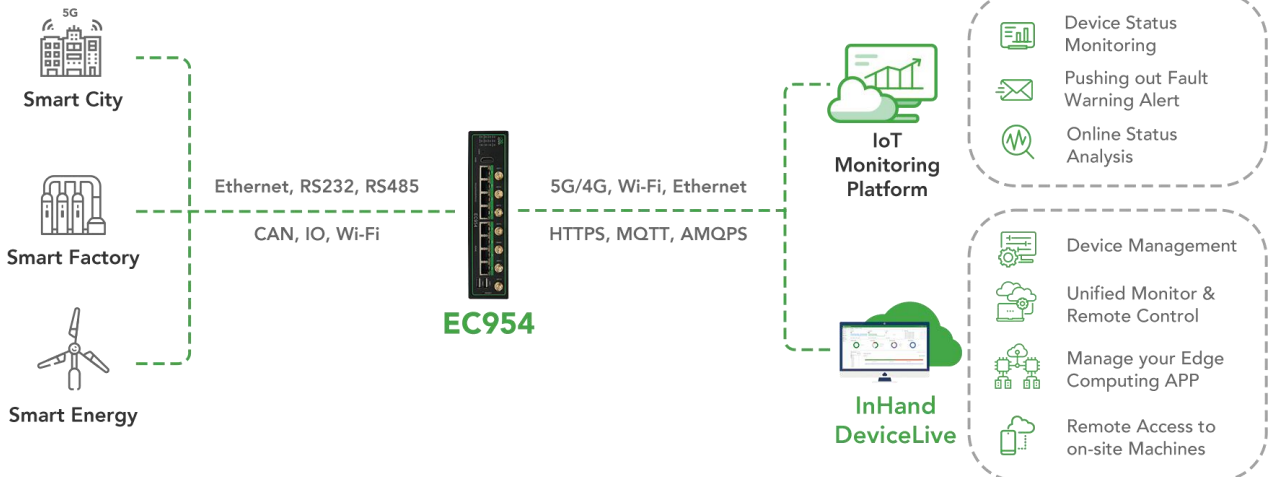 5G
Smart City
Smart Factory
Smart Energy
Ethernet, RS232, RS485
CAN, IO, Wi-Fi
EC954
5G/4G, Wi-Fi, Ethernet
HTTPS, MQTT, AMQPS
IoT
Monitoring
Platform
InHand
DeviceLive
Device Status
Monitoring
Pushing out Fault
Warning Alert
Online Status
Analysis
Device Management
Unified Monitor &
Remote Control
Manage your Edge
Computing APP
Remote Access to
on-site Machines